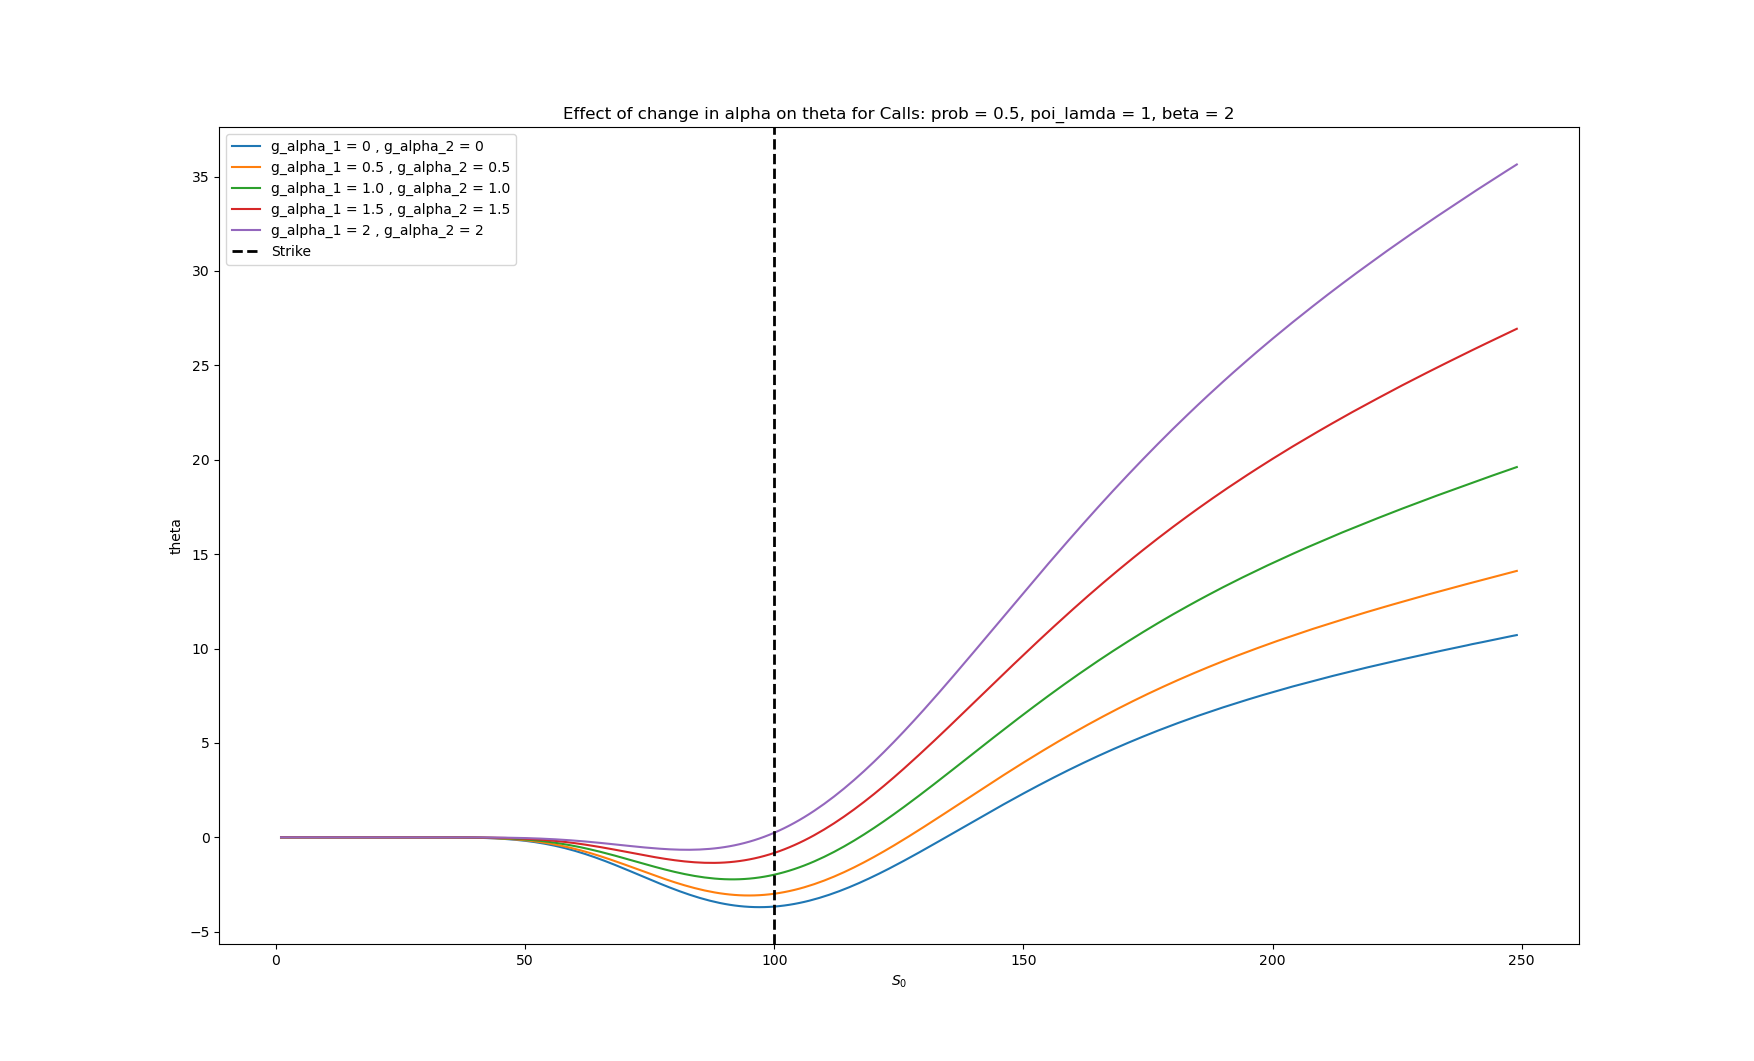 Effect of change in alpha on theta for Calls: prob = 0.5, poi_lamda = 1, beta = 2
g_alpha_1 = 0 , g_alpha_2 = 0
g_alpha_1 = 0.5 , g_alpha_2 = 0.5
g_alpha_1 = 1.0 , g_alpha_2 = 1.0
g_alpha_1 = 1.5 , g_alpha_2 = 1.5
g_alpha_1 = 2 , g_alpha_2 = 2
Strike
35
30
25
20
15
10
5
0
−5
theta
0 50 100 150 200 250
S₀